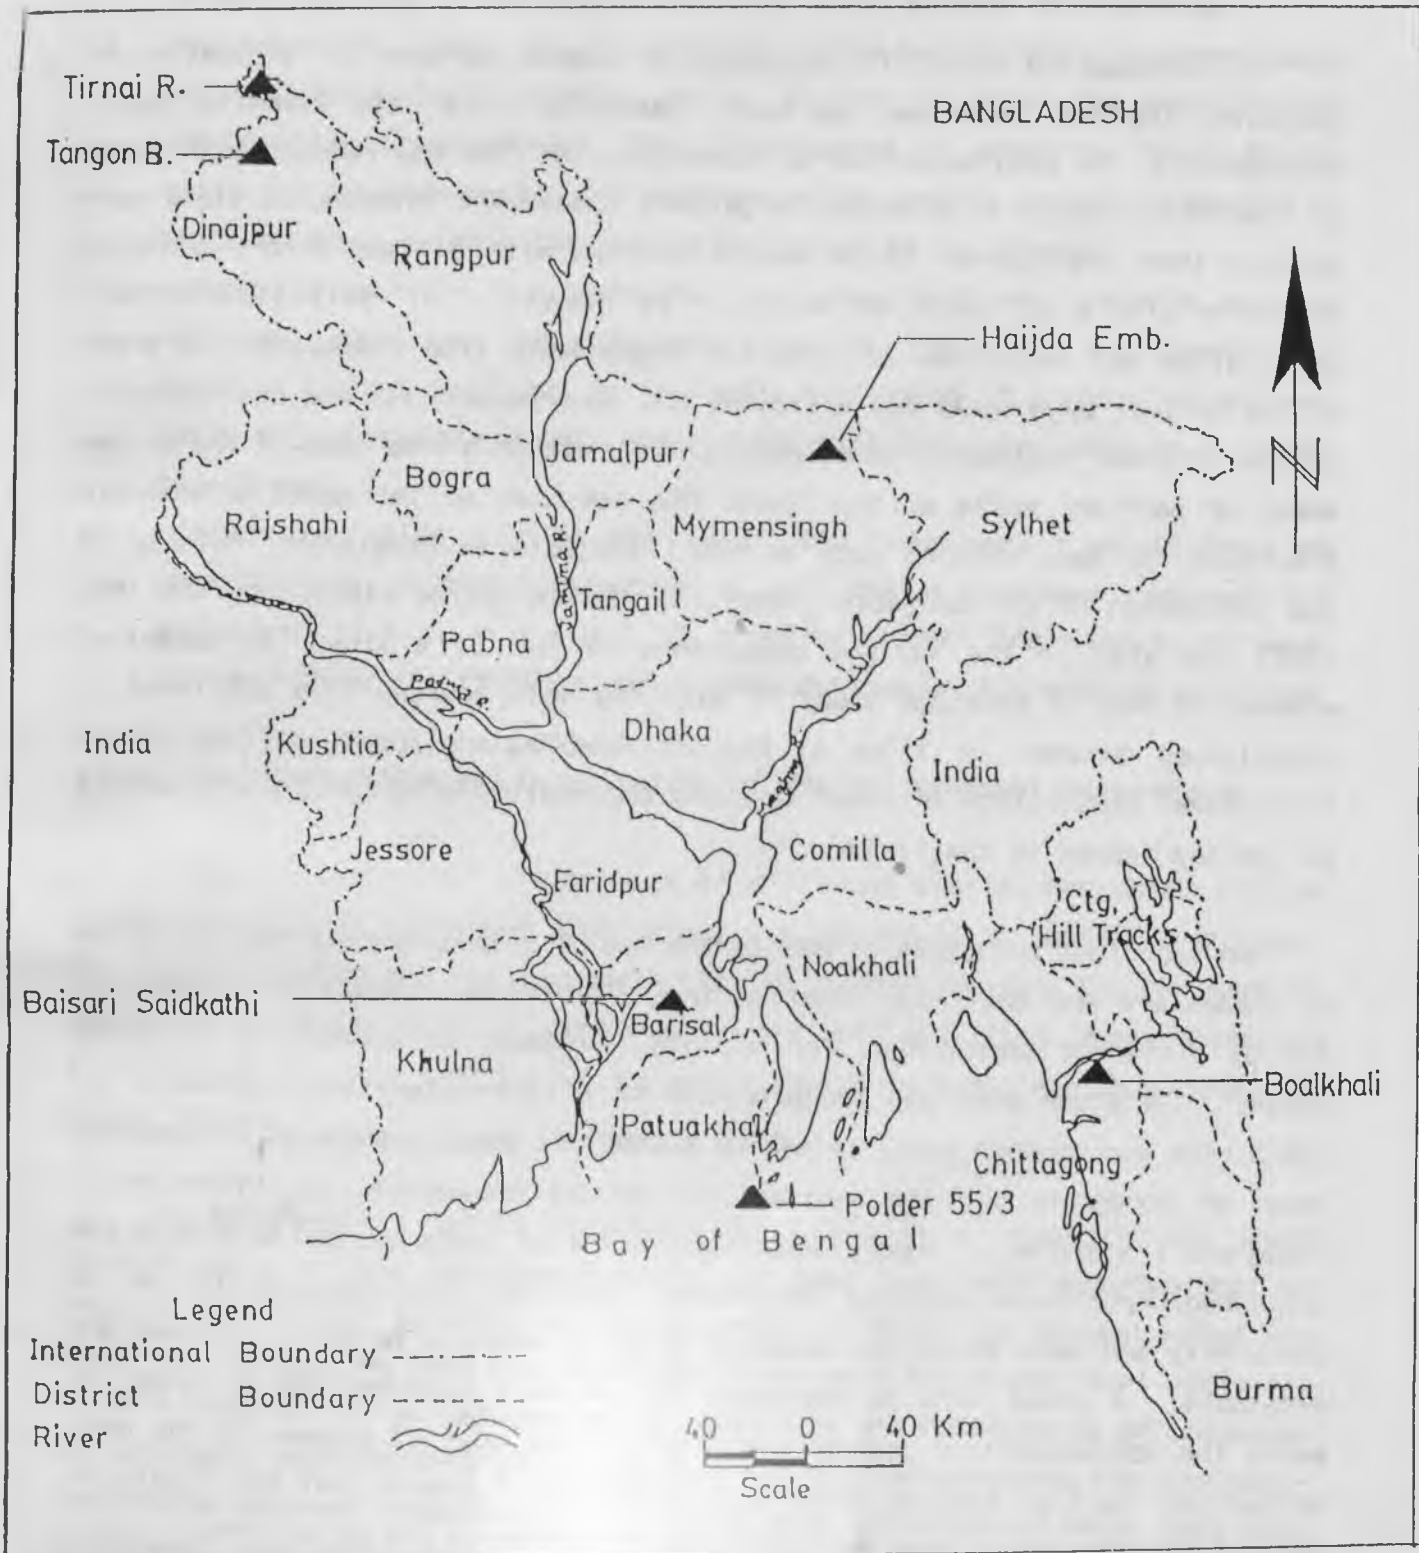 BANGLADESH
Tirnai R.
Tangon B.
Dinajpur
Rangpur
Haijda Emb.
Jamalpur
Bogra
Rajshahi
Mymensingh
Sylhet
N
Jamuna R.
Tangail
Pabna
Padma R.
Dhaka
India
Kushtia
India
Jessore
Comilla
Faridpur
Ctg.
Hill Tracks
Noakhali
Baisari Saidkathi
Barisal
Khulna
Boalkhali
Patuakhali
Chittagong
Polder 55/3
Bay of Bengal
Legend
International Boundary
District Boundary
River
Burma
40 0 40 Km
Scale